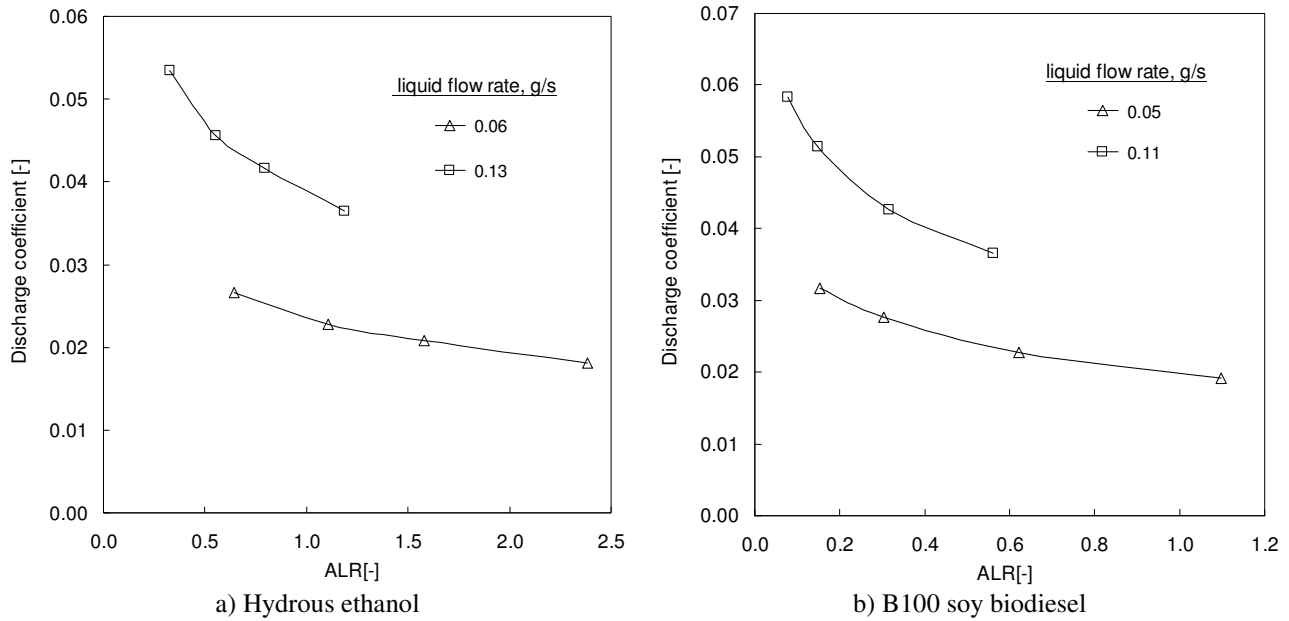 0.06
0.05
0.04
0.03
0.02
0.01
0.00
Discharge coefficient [-]
liquid flow rate, g/s
0.06
0.13
0.0 0.5 1.0 1.5 2.0 2.5
ALR[-]
a) Hydrous ethanol
0.07
0.06
0.05
0.04
0.03
0.02
0.01
0.00
Discharge coefficient [-]
liquid flow rate, g/s
0.05
0.11
0.0 0.2 0.4 0.6 0.8 1.0 1.2
ALR[-]
b) B100 soy biodiesel